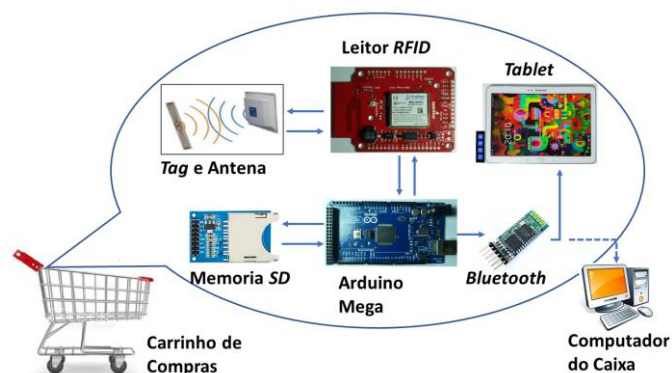 Leitor RFID
Tablet
Tag e Antena
Memoria SD
Arduino
Mega
Bluetooth
Carrinho de
Compras
Computador
do Caixa